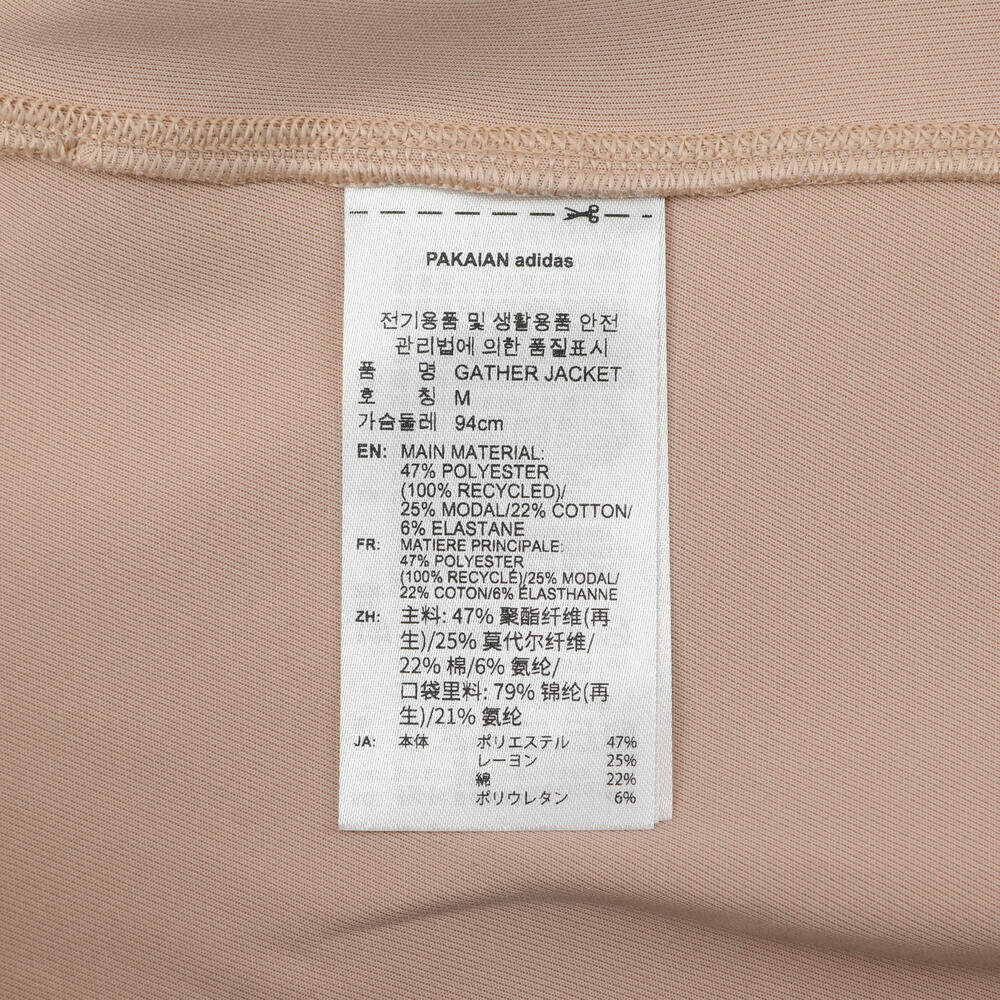 PAKAIAN adidas
전기용품 및 생활용품 안전
관리법에 의한 품질표시
품 명 GATHER JACKET
호 칭 M
가슴둘레 94cm
EN: MAIN MATERIAL:
47% POLYESTER
(100% RECYCLED)/
25% MODAL/22% COTTON/
6% ELASTANE
FR: MATIERE PRINCIPALE:
47% POLYESTER
(100% RECYCLÉ)/25% MODAL/
22% COTON/6% ÉLASTHANNE
ZH: 主料: 47% 聚酯纤维(再
生)/25% 莫代尔纤维/
22% 棉/6% 氨纶/
口袋里料: 79% 锦纶(再
生)/21% 氨纶
JA: 本体 ポリエステル 47%
レーヨン 25%
綿 22%
ポリウレタン 6%